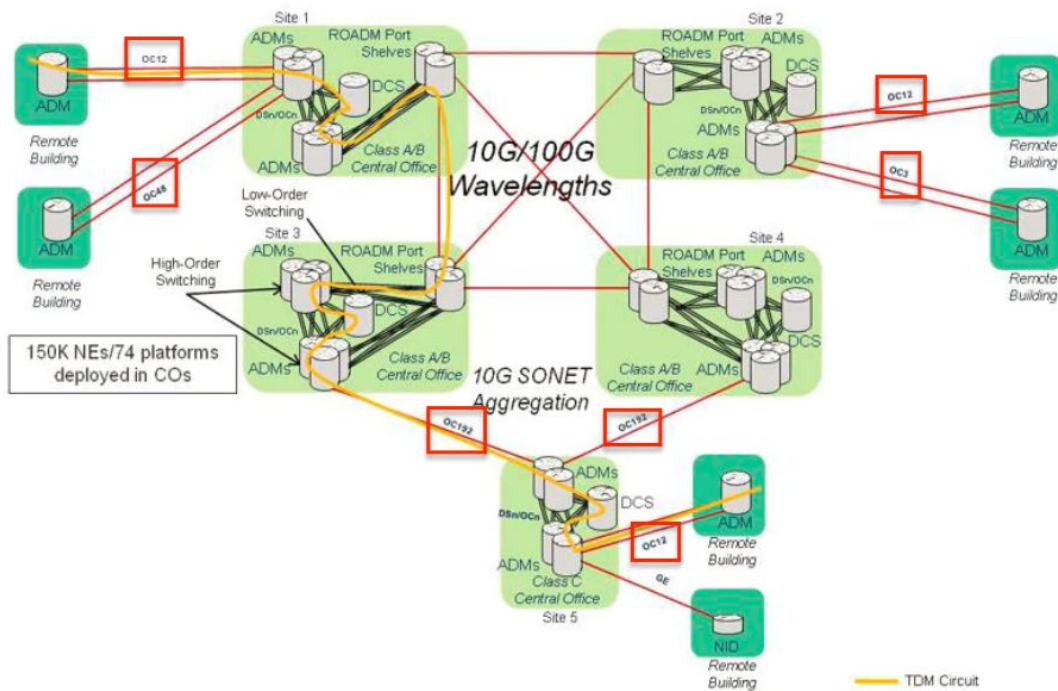 Site 1
ADMs
ROADM Port
Shelves
DCS
DSn/OCn
ADMs
Class A/B
Central Office
OC12
ADM
Remote
Building
OC48
ADM
Remote
Building
Site 2
ROADM Port
Shelves
ADMs
DCS
ADMs
Class A/B
Central Office
OC12
ADM
Remote
Building
OC3
ADM
Remote
Building
10G/100G
Wavelengths
Low-Order
Switching
High-Order
Switching
Site 3
ADMs
ROADM Port
Shelves
DCS
DSn/OCn
ADMs
Class A/B
Central Office
150K NEs/74 platforms
deployed in COs
Site 4
ROADM Port
Shelves
ADMs
DSn/OCn
DCS
Class A/B
Central Office
ADMs
10G SONET
Aggregation
OC192
OC192
ADMs
DCS
DSn/OCn
ADMs
Class C
Central Office
Site 5
OC12
ADM
Remote
Building
GE
NID
Remote
Building
TDM Circuit